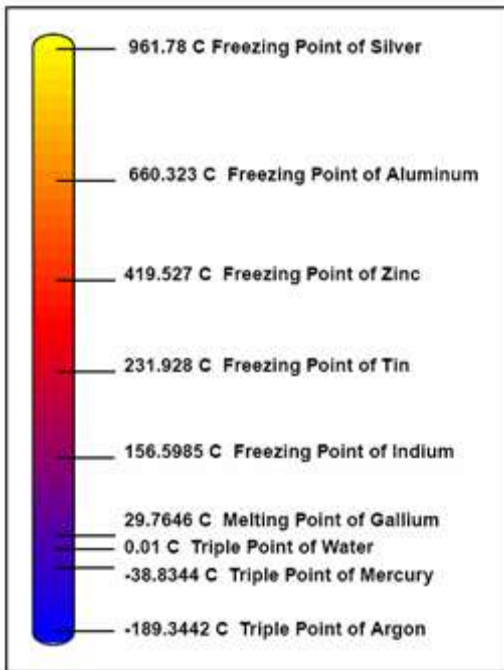 961.78 C Freezing Point of Silver
660.323 C Freezing Point of Aluminum
419.527 C Freezing Point of Zinc
231.928 C Freezing Point of Tin
156.5985 C Freezing Point of Indium
29.7646 C Melting Point of Gallium
0.01 C Triple Point of Water
-38.8344 C Triple Point of Mercury
-189.3442 C Triple Point of Argon